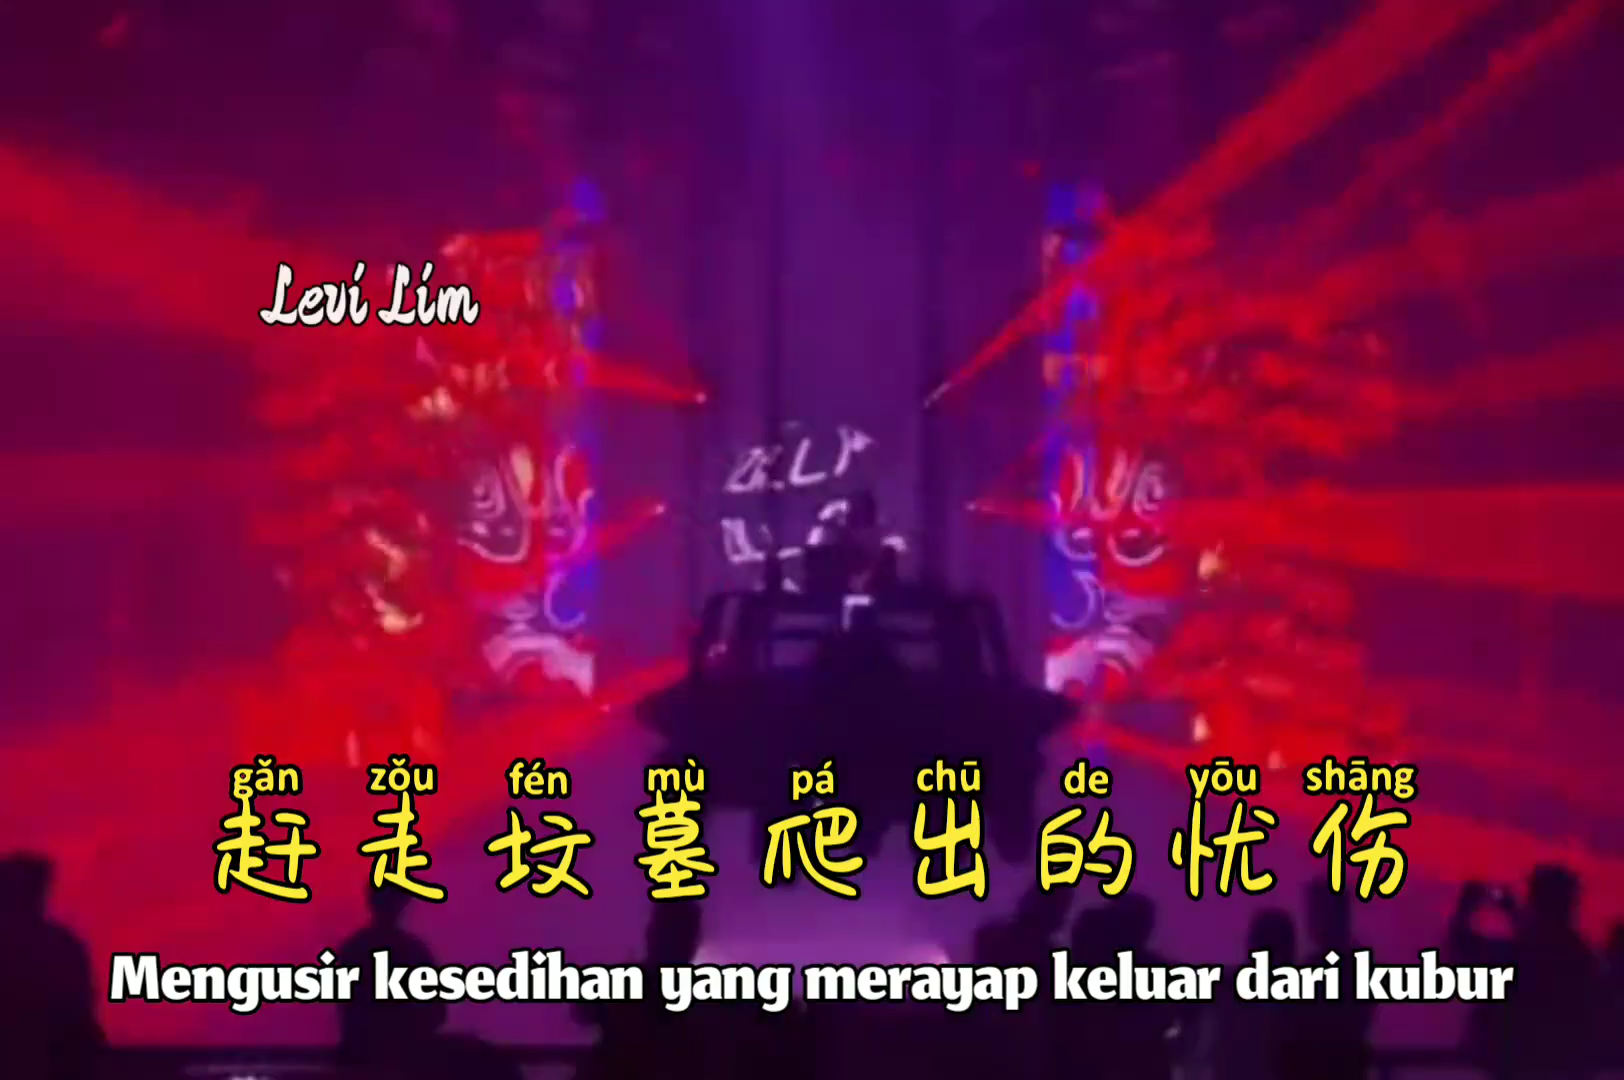 Levi Lim
gǎn zǒu fén mù pá chū de yōu shāng
赶走坟墓爬出的忧伤
Mengusir kesedihan yang merayap keluar dari kubur